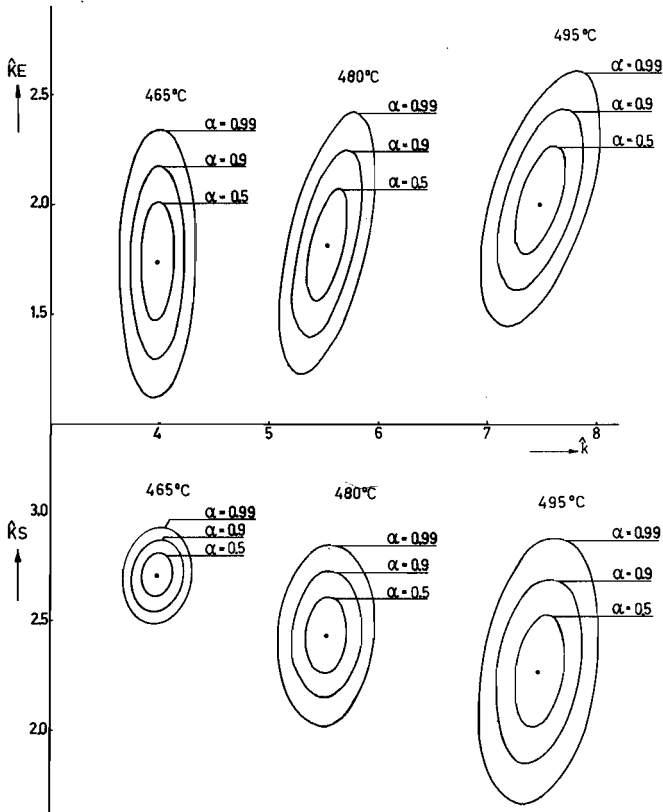 K̂E
2.5
2.0
1.5
465°C
α = 0.99
α = 0.9
α = 0.5
480°C
α = 0.99
α = 0.9
α = 0.5
495°C
α = 0.99
α = 0.9
α = 0.5
4
5
6
7
8
k̂
K̂S
3.0
2.5
2.0
465°C
α = 0.99
α = 0.9
α = 0.5
480°C
α = 0.99
α = 0.9
α = 0.5
495°C
α = 0.99
α = 0.9
α = 0.5